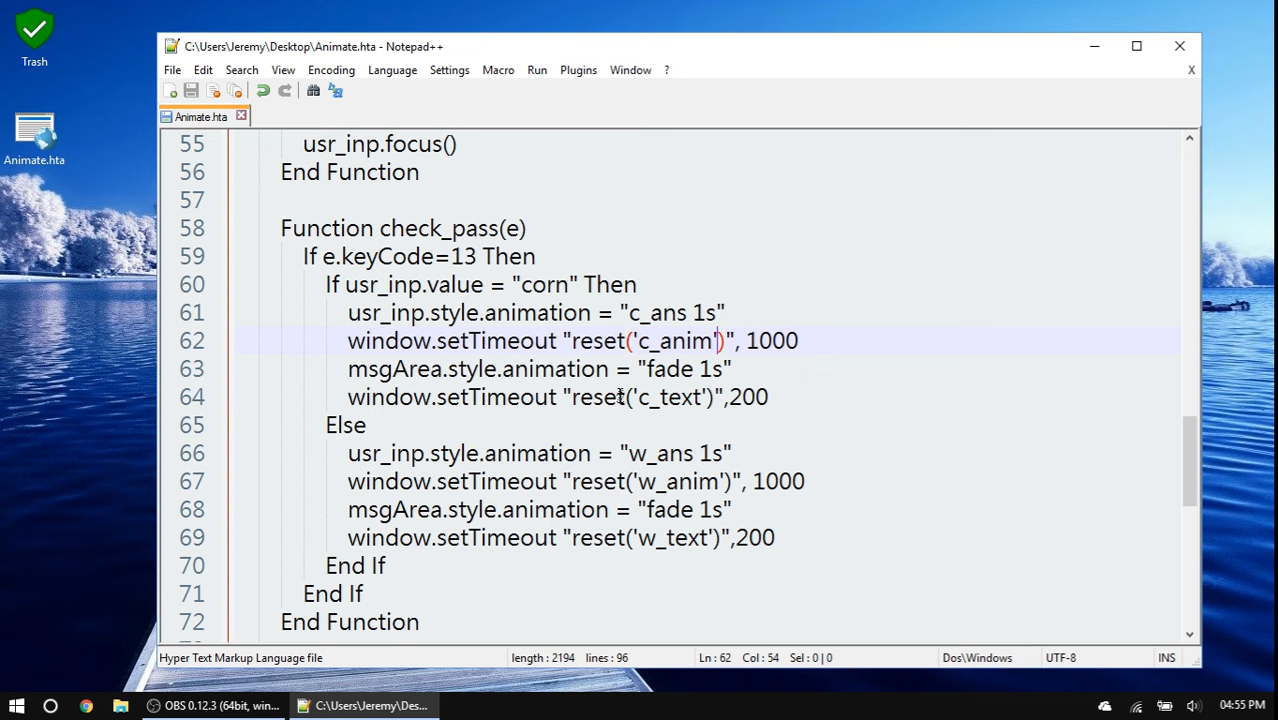 Trash
Animate.hta
C:\Users\Jeremy\Desktop\Animate.hta - Notepad++
File Edit Search View Encoding Language Settings Macro Run Plugins Window ? X
Animate.hta
55 usr_inp.focus()
56 End Function
57
58 Function check_pass(e)
59 If e.keyCode=13 Then
60 If usr_inp.value = "corn" Then
61 usr_inp.style.animation = "c_ans 1s"
62 window.setTimeout "reset('c_anim')", 1000
63 msgArea.style.animation = "fade 1s"
64 window.setTimeout "reset('c_text')",200
65 Else
66 usr_inp.style.animation = "w_ans 1s"
67 window.setTimeout "reset('w_anim')", 1000
68 msgArea.style.animation = "fade 1s"
69 window.setTimeout "reset('w_text')",200
70 End If
71 End If
72 End Function
Hyper Text Markup Language file length : 2194 lines : 96 Ln : 62 Col : 54 Sel : 0 | 0 Dos\Windows UTF-8 INS
OBS 0.12.3 (64bit, win... C:\Users\Jeremy\Des... 04:55 PM